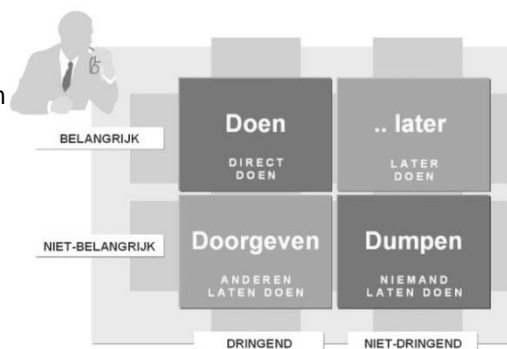 n
BELANGRIJK
Doen
DIRECT
DOEN
.. later
LATER
DOEN
NIET-BELANGRIJK
Doorgeven
ANDEREN
LATEN DOEN
Dumpen
NIEMAND
LATEN DOEN
DRINGEND
NIET-DRINGEND